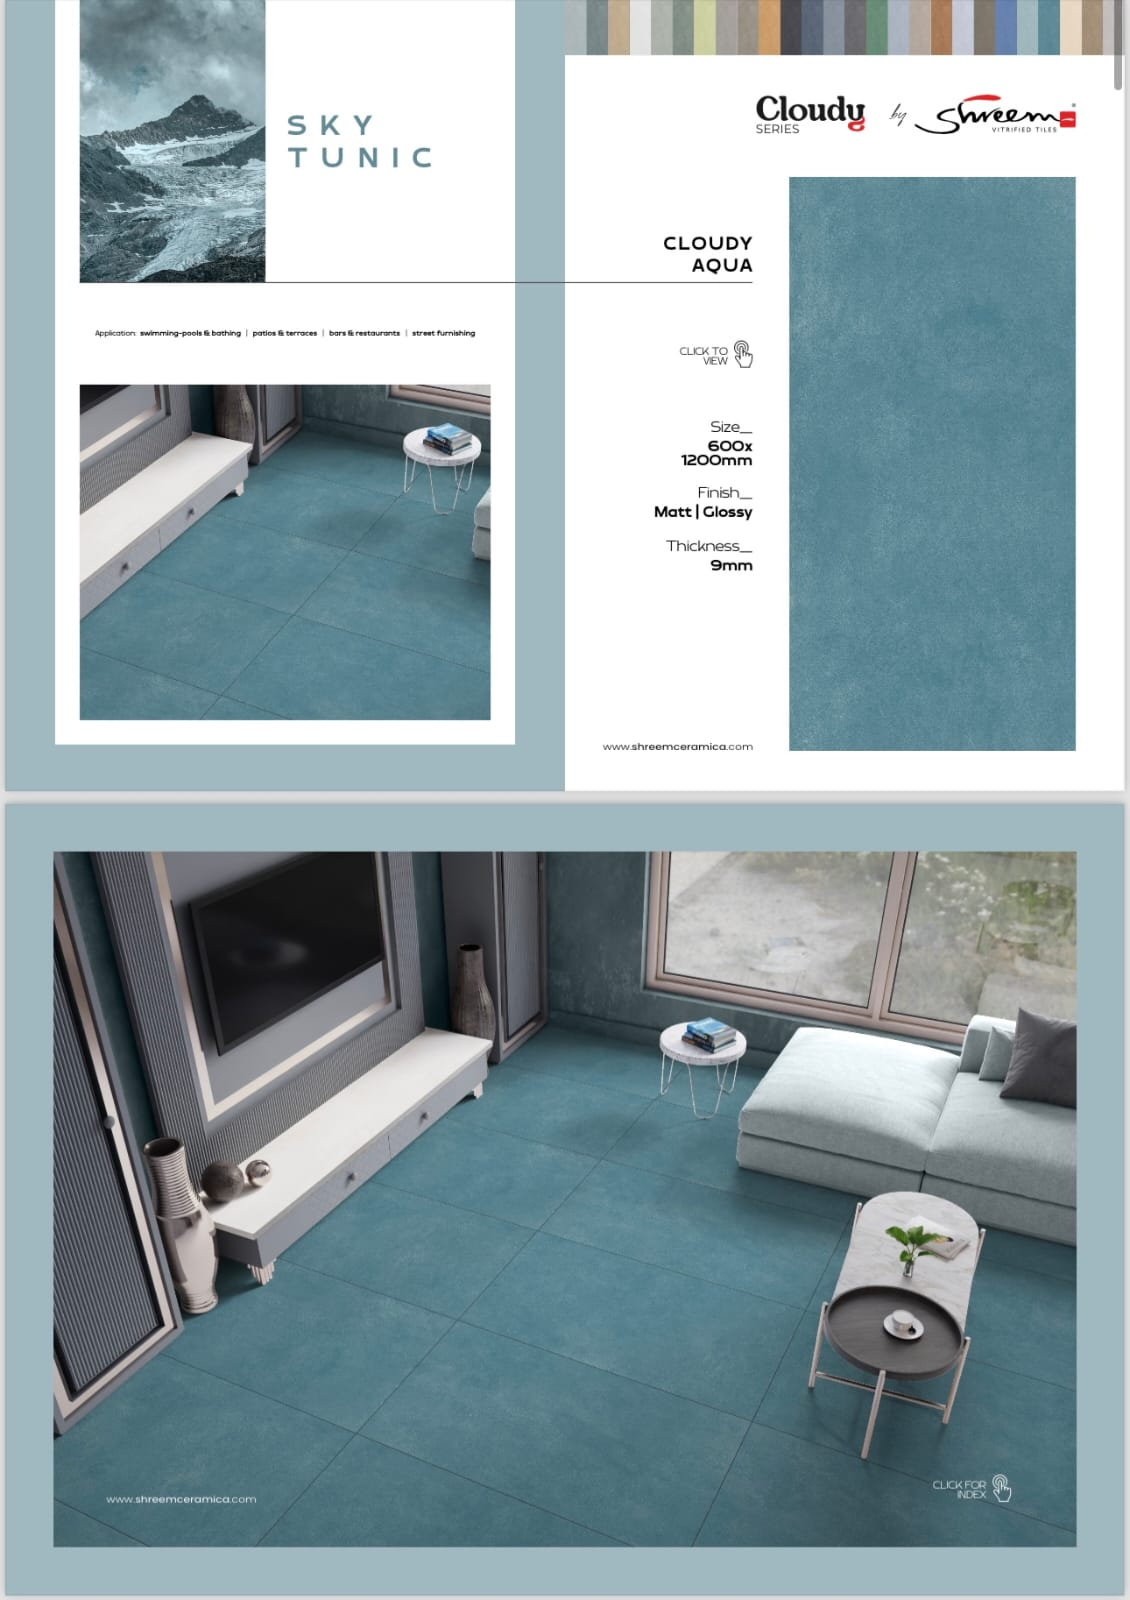 SKY
TUNIC
Application: swimming-pools & bathing | patios & terraces | bars & restaurants | street furnishing
Cloudy
SERIES
by
Shreem
VITRIFIED TILES
CLOUDY
AQUA
CLICK TO
VIEW
Size_
600x
1200mm
Finish_
Matt | Glossy
Thickness_
9mm
www.shreemceramica.com
www.shreemceramica.com
CLICK FOR
INDEX